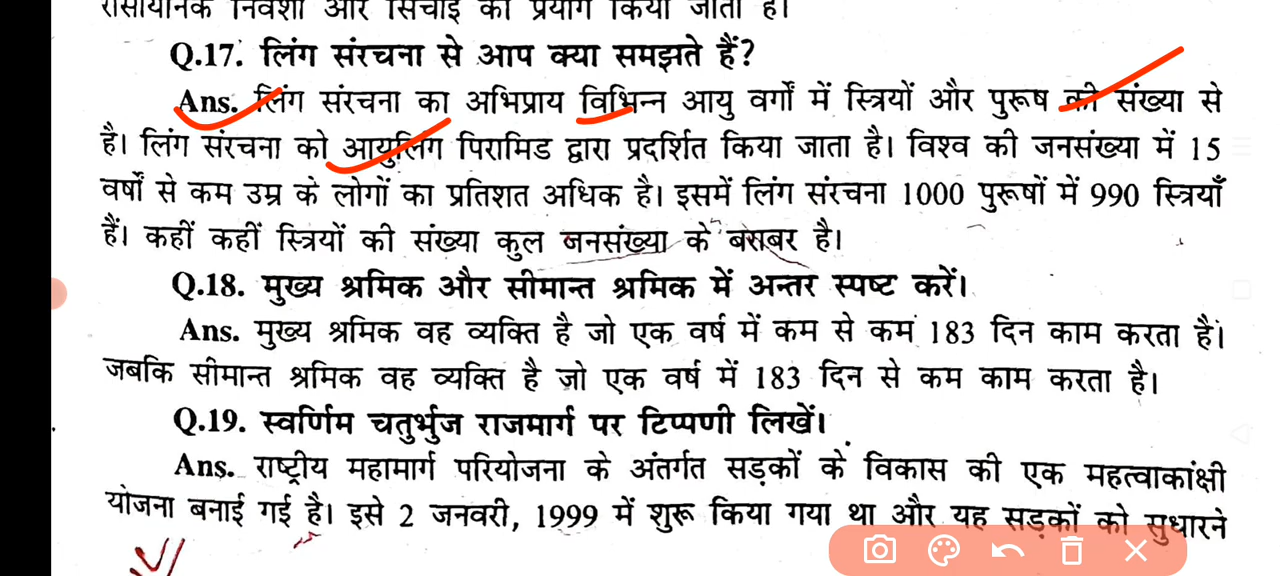 रासायनिक निवेशों और सिंचाई का प्रयोग किया जाता है।
Q.17. लिंग संरचना से आप क्या समझते हैं?
Ans. लिंग संरचना का अभिप्राय विभिन्न आयु वर्गों में स्त्रियों और पुरूष की संख्या से
है। लिंग संरचना को आयुलिंग पिरामिड द्वारा प्रदर्शित किया जाता है। विश्व की जनसंख्या में 15
वर्षों से कम उम्र के लोगों का प्रतिशत अधिक है। इसमें लिंग संरचना 1000 पुरूषों में 990 स्त्रियाँ
हैं। कहीं कहीं स्त्रियों की संख्या कुल जनसंख्या के बराबर है।
Q.18. मुख्य श्रमिक और सीमान्त श्रमिक में अन्तर स्पष्ट करें।
Ans. मुख्य श्रमिक वह व्यक्ति है जो एक वर्ष में कम से कम 183 दिन काम करता है।
जबकि सीमान्त श्रमिक वह व्यक्ति है जो एक वर्ष में 183 दिन से कम काम करता है।
Q.19. स्वर्णिम चतुर्भुज राजमार्ग पर टिप्पणी लिखें।
Ans. राष्ट्रीय महामार्ग परियोजना के अंतर्गत सड़कों के विकास की एक महत्वाकांक्षी
योजना बनाई गई है। इसे 2 जनवरी, 1999 में शुरू किया गया था और यह सड़कों को सुधारने